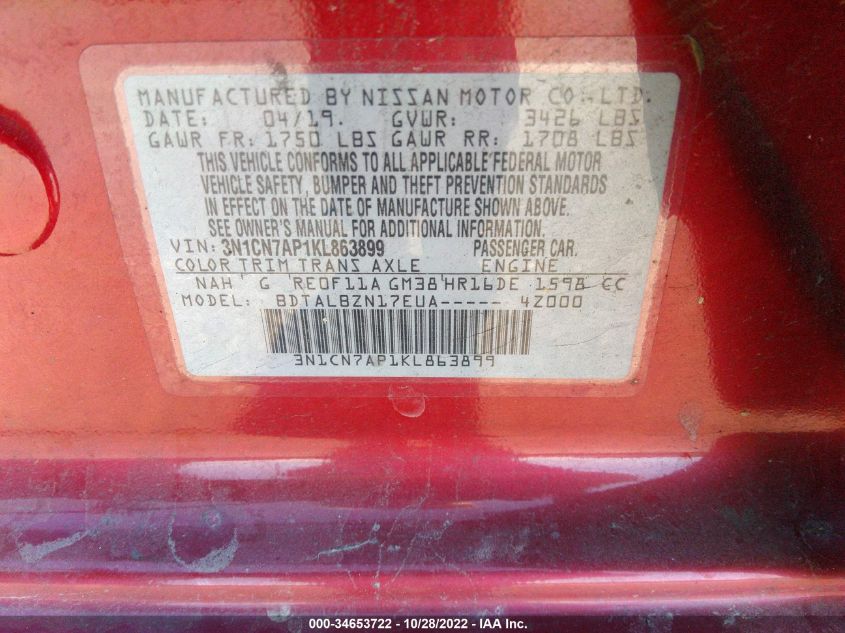 MANUFACTURED BY NISSAN MOTOR CO., LTD.
DATE: 04/19. GVWR: 3426 LBS
GAWR FR: 1750 LBS GAWR RR: 1708 LBS
THIS VEHICLE CONFORMS TO ALL APPLICABLE FEDERAL MOTOR
VEHICLE SAFETY, BUMPER AND THEFT PREVENTION STANDARDS
IN EFFECT ON THE DATE OF MANUFACTURE SHOWN ABOVE.
SEE OWNER'S MANUAL FOR ADDITIONAL INFORMATION.
VIN: 3N1CN7AP1KL863899 PASSENGER CAR.
COLOR TRIM TRANS AXLE ENGINE
NAH G RE0F11A GM38 HR16DE 1598 CC
MODEL: BDTALBZN17EUA----- 4Z000
3N1CN7AP1KL863899
000-34653722 - 10/28/2022 - IAA Inc.